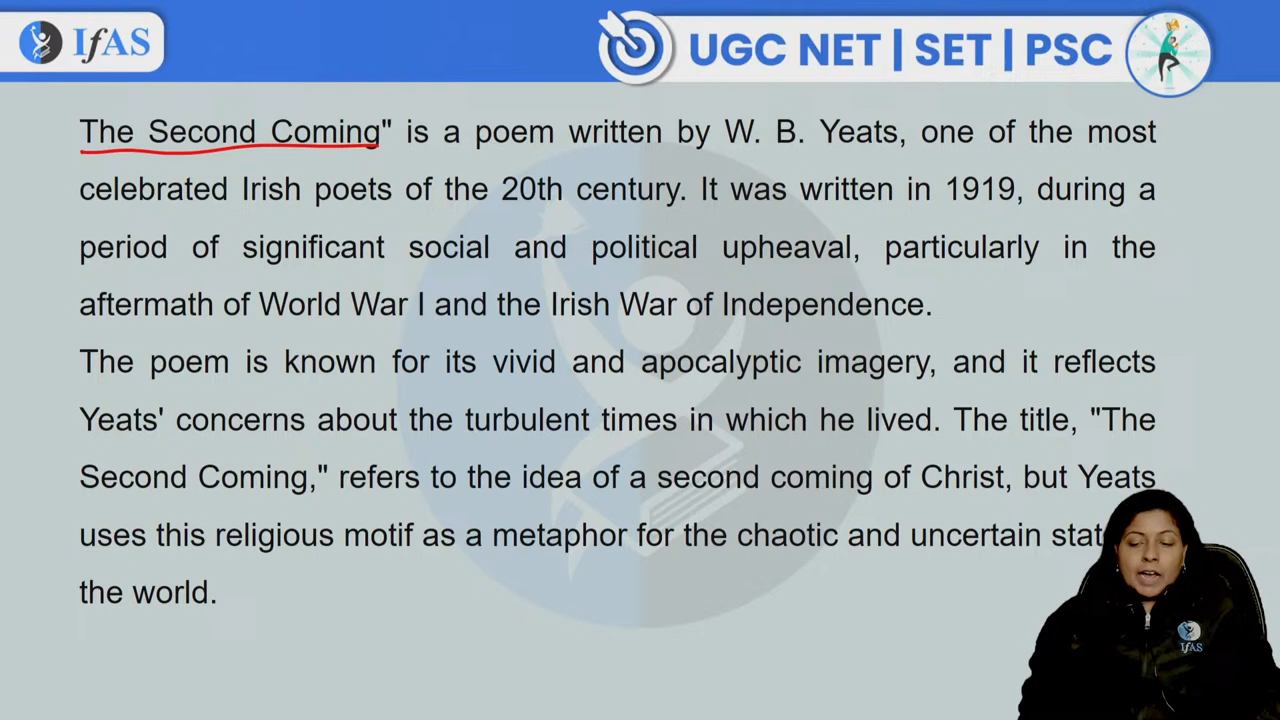 IfAS
UGC NET | SET | PSC
The Second Coming" is a poem written by W. B. Yeats, one of the most
celebrated Irish poets of the 20th century. It was written in 1919, during a
period of significant social and political upheaval, particularly in the
aftermath of World War I and the Irish War of Independence.
The poem is known for its vivid and apocalyptic imagery, and it reflects
Yeats' concerns about the turbulent times in which he lived. The title, "The
Second Coming," refers to the idea of a second coming of Christ, but Yeats
uses this religious motif as a metaphor for the chaotic and uncertain
the world.
IfAS